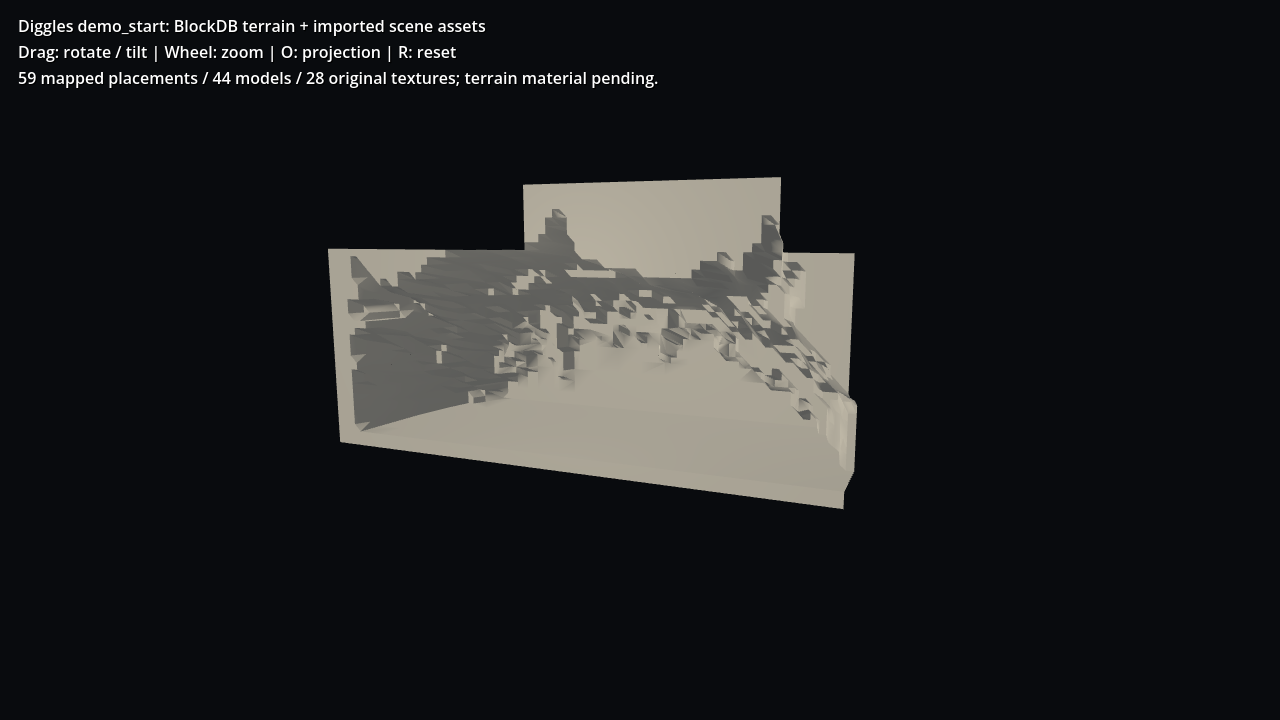 Diggles demo_start: BlockDB terrain + imported scene assets
Drag: rotate / tilt | Wheel: zoom | O: projection | R: reset
59 mapped placements / 44 models / 28 original textures; terrain material pending.